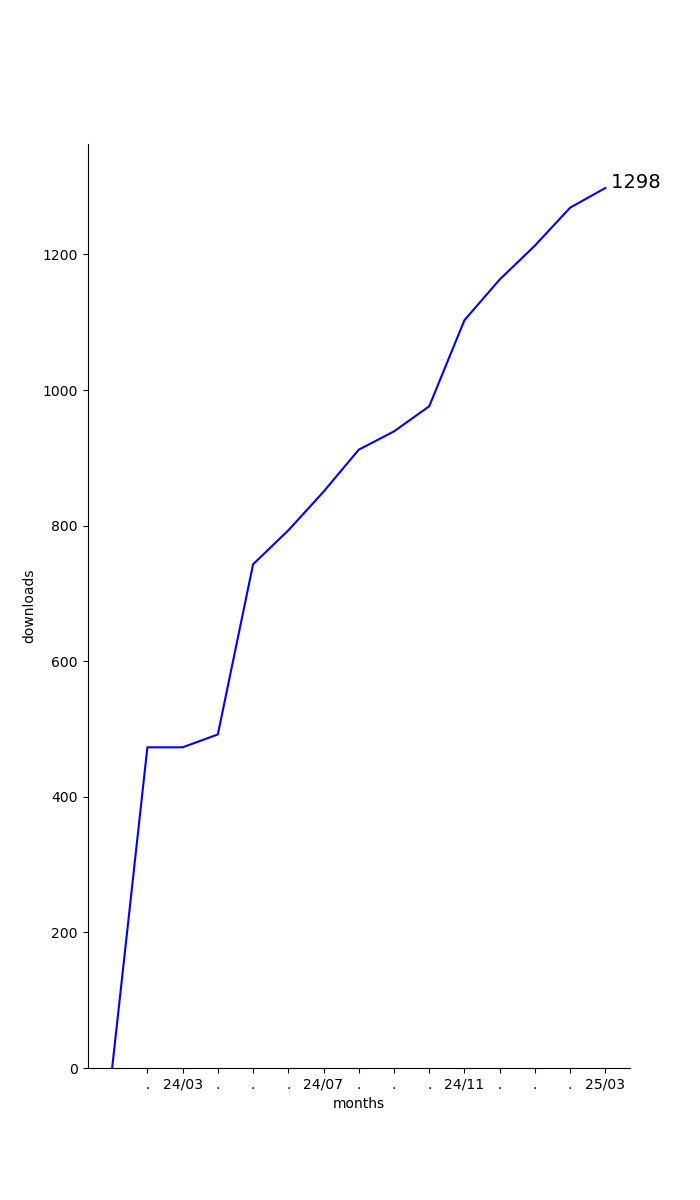 1298
1200
1000
800
600
400
200
0
downloads
. 24/03 . . . 24/07 . . . 24/11 . . . 25/03
months